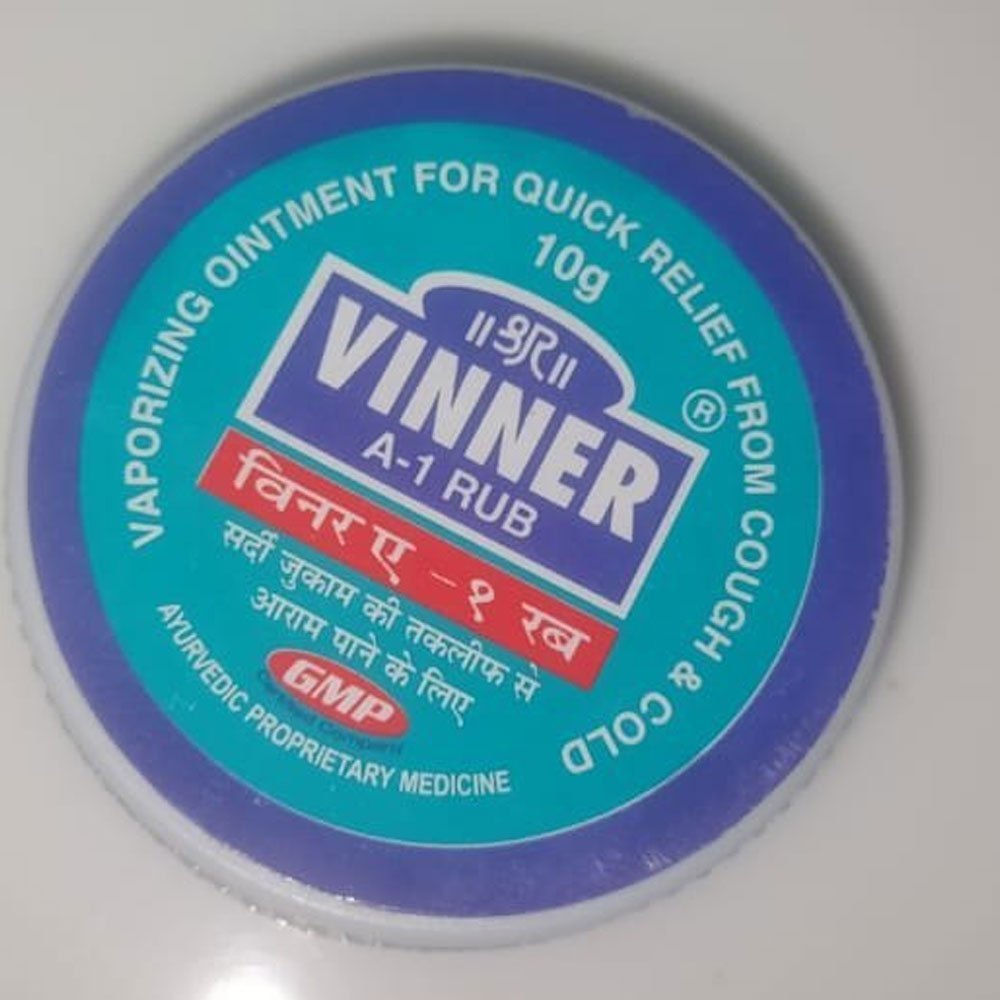 VAPORIZING OINTMENT FOR QUICK RELIEF FROM COUGH & COLD
10g
VINNER
®
A-1 RUB
विनर ए - १ रब
सर्दी जुकाम की तकलीफ से
आराम पाने के लिए
GMP
AYURVEDIC PROPRIETARY MEDICINE